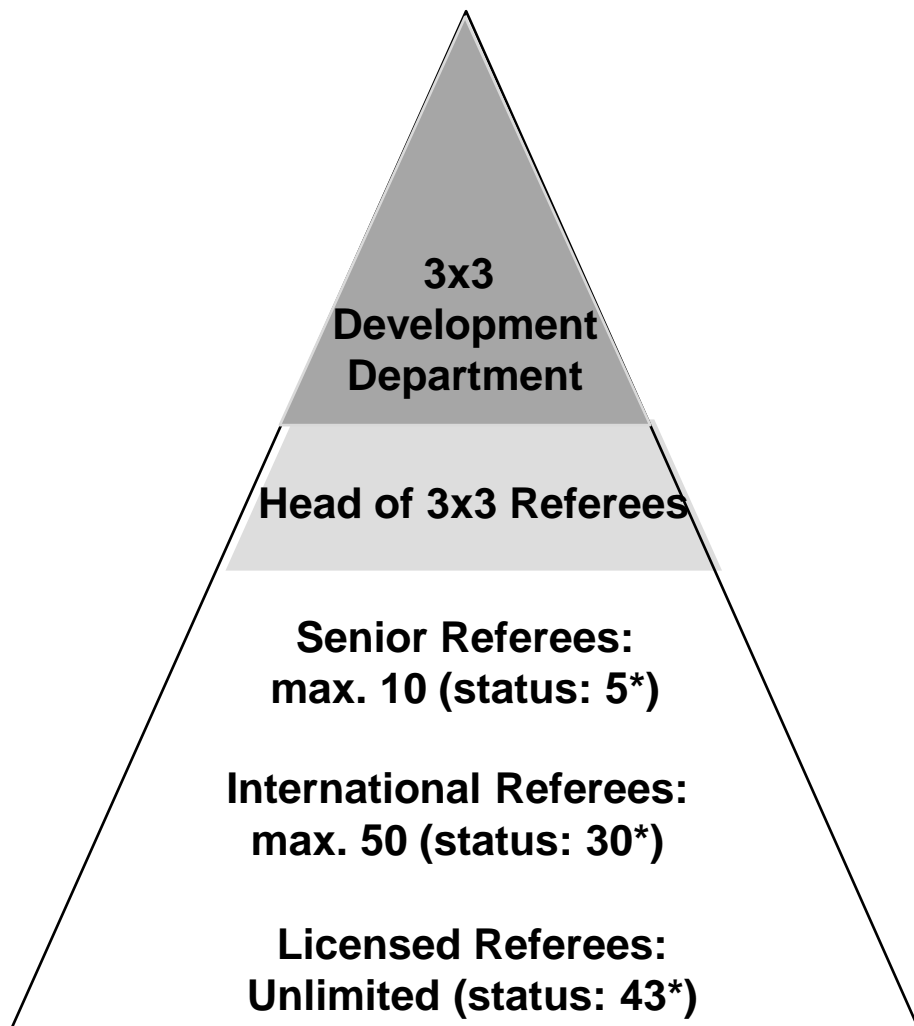 3x3
Development
Department
Head of 3x3 Referees
Senior Referees:
max. 10 (status: 5*)
International Referees:
max. 50 (status: 30*)
Licensed Referees:
Unlimited (status: 43*)